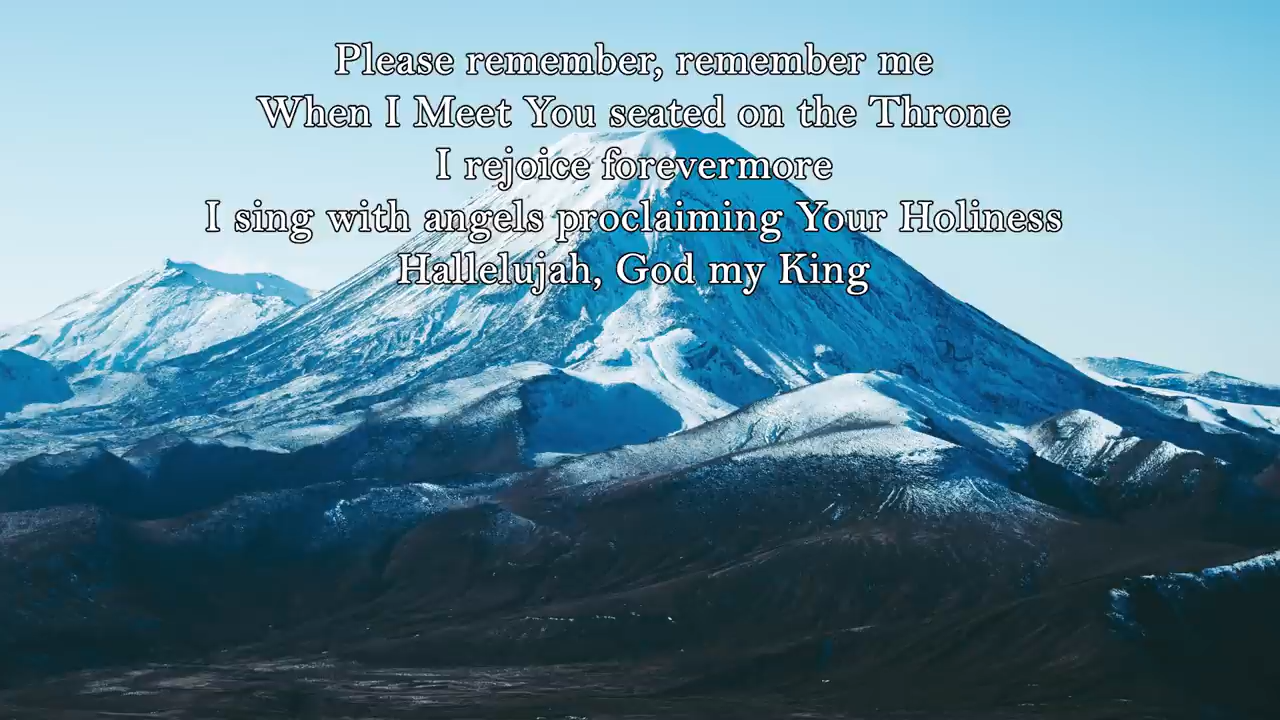 Please remember, remember me
When I Meet You seated on the Throne
I rejoice forevermore
I sing with angels proclaiming Your Holiness
Hallelujah, God my King